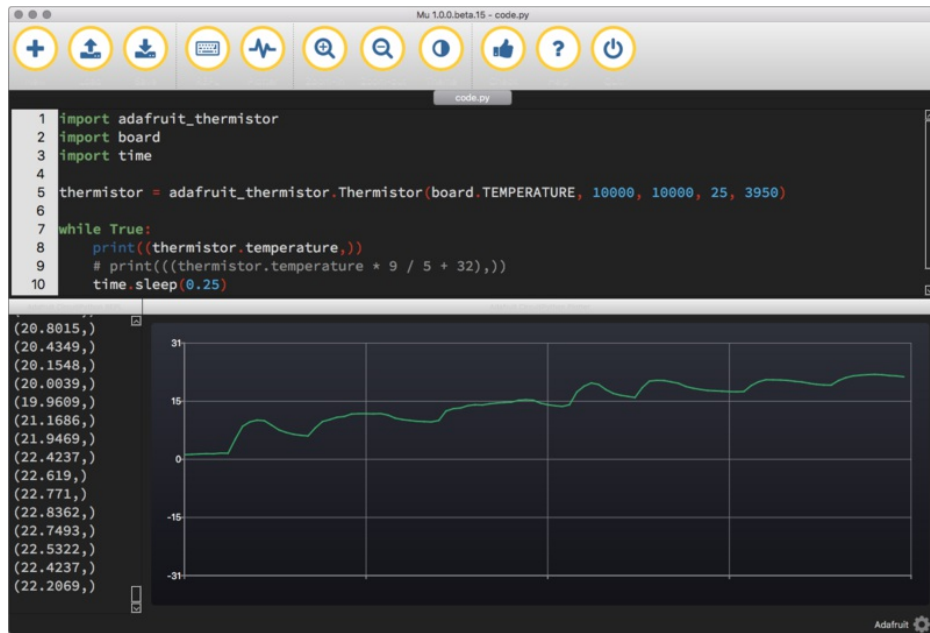 Mu 1.0.0.beta.15 - code.py
?
code.py
1 import adafruit_thermistor
2 import board
3 import time
4
5 thermistor = adafruit_thermistor.Thermistor(board.TEMPERATURE, 10000, 10000, 25, 3950)
6
7 while True:
8     print((thermistor.temperature,))
9     # print(((thermistor.temperature * 9 / 5 + 32),))
10     time.sleep(0.25)
(20.8015,)
(20.4349,)
(20.1548,)
(20.0039,)
(19.9609,)
(21.1686,)
(21.9469,)
(22.4237,)
(22.619,)
(22.771,)
(22.8362,)
(22.7493,)
(22.5322,)
(22.4237,)
(22.2069,)
31
15
0
-15
-31
Adafruit